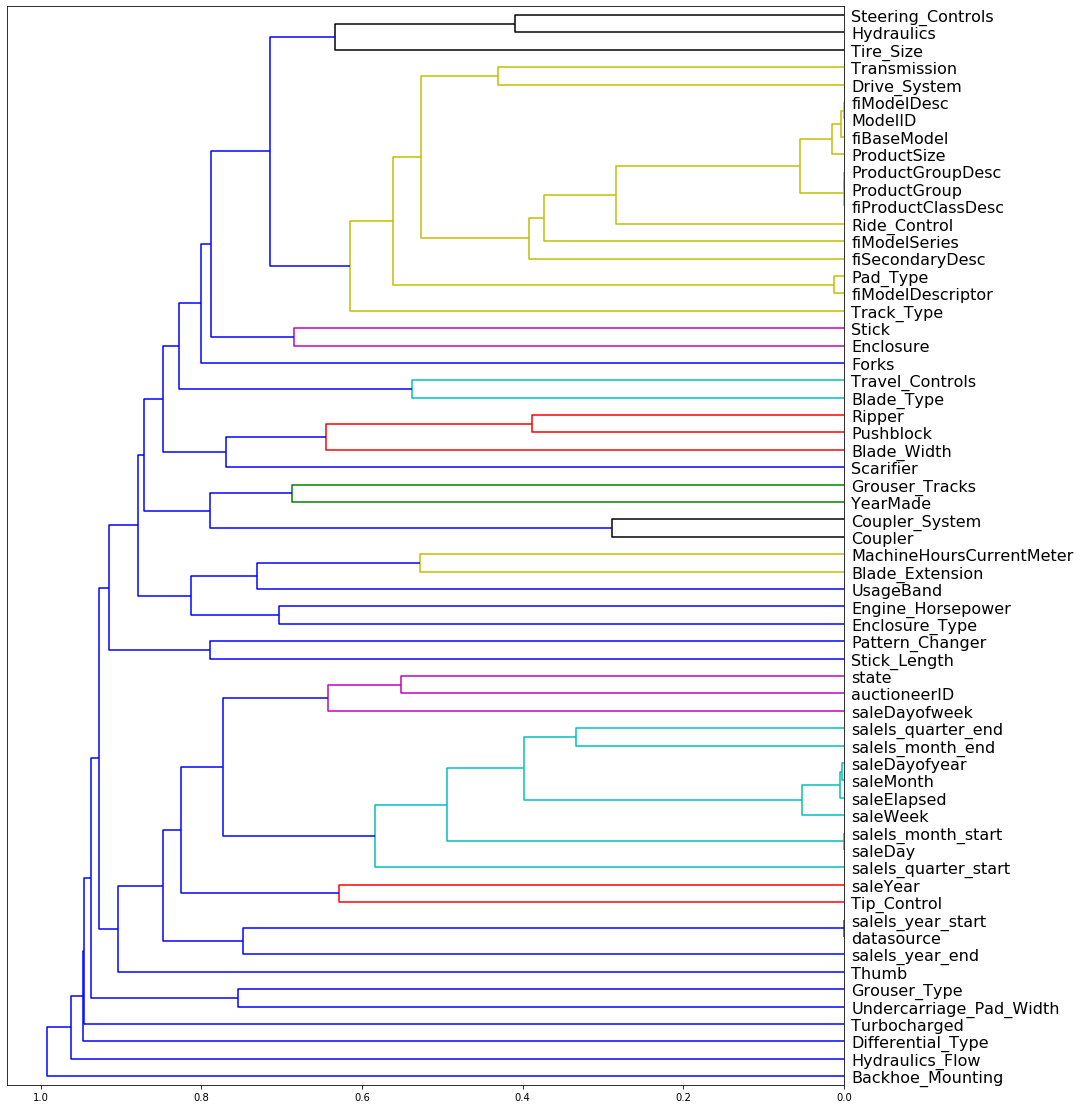 Steering_Controls
Hydraulics
Tire_Size
Transmission
Drive_System
fiModelDesc
ModelID
fiBaseModel
ProductSize
ProductGroupDesc
ProductGroup
fiProductClassDesc
Ride_Control
fiModelSeries
fiSecondaryDesc
Pad_Type
fiModelDescriptor
Track_Type
Stick
Enclosure
Forks
Travel_Controls
Blade_Type
Ripper
Pushblock
Blade_Width
Scarifier
Grouser_Tracks
YearMade
Coupler_System
Coupler
MachineHoursCurrentMeter
Blade_Extension
UsageBand
Engine_Horsepower
Enclosure_Type
Pattern_Changer
Stick_Length
state
auctioneerID
saleDayofweek
saleIs_quarter_end
saleIs_month_end
saleDayofyear
saleMonth
saleElapsed
saleWeek
saleIs_month_start
saleDay
saleIs_quarter_start
saleYear
Tip_Control
saleIs_year_start
datasource
saleIs_year_end
Thumb
Grouser_Type
Undercarriage_Pad_Width
Turbocharged
Differential_Type
Hydraulics_Flow
Backhoe_Mounting
1.0 0.8 0.6 0.4 0.2 0.0